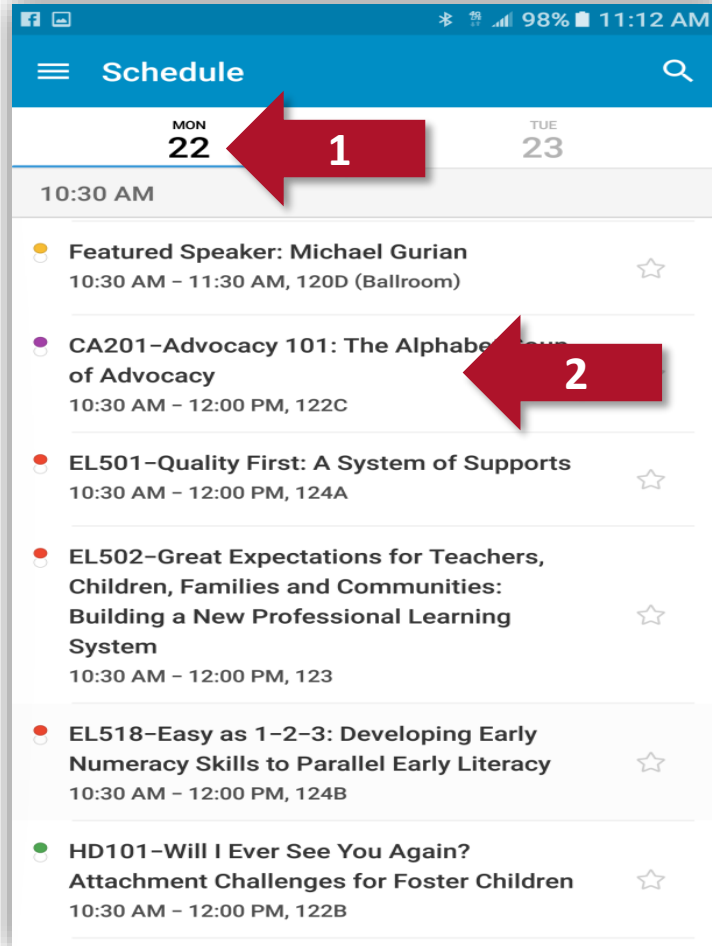 98% 11:12 AM
Schedule
MON
22
1
TUE
23
10:30 AM
Featured Speaker: Michael Gurian
10:30 AM – 11:30 AM, 120D (Ballroom)
CA201–Advocacy 101: The Alphabet Soup
of Advocacy
2
10:30 AM – 12:00 PM, 122C
EL501–Quality First: A System of Supports
10:30 AM – 12:00 PM, 124A
EL502–Great Expectations for Teachers,
Children, Families and Communities:
Building a New Professional Learning
System
10:30 AM – 12:00 PM, 123
EL518–Easy as 1–2–3: Developing Early
Numeracy Skills to Parallel Early Literacy
10:30 AM – 12:00 PM, 124B
HD101–Will I Ever See You Again?
Attachment Challenges for Foster Children
10:30 AM – 12:00 PM, 122B